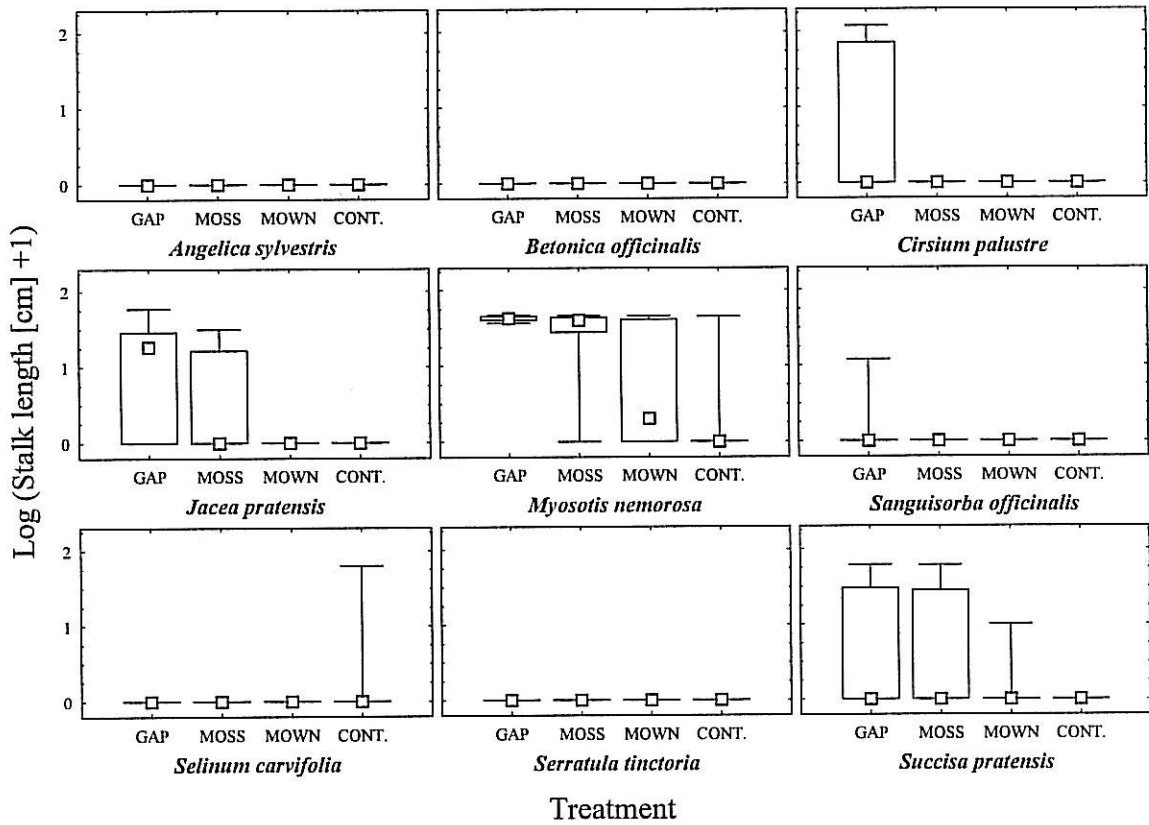 Log (Stalk length [cm] +1)
2
1
0
GAP MOSS MOWN CONT.
Angelica sylvestris
GAP MOSS MOWN CONT.
Betonica officinalis
GAP MOSS MOWN CONT.
Cirsium palustre
2
1
0
GAP MOSS MOWN CONT.
Jacea pratensis
GAP MOSS MOWN CONT.
Myosotis nemorosa
GAP MOSS MOWN CONT.
Sanguisorba officinalis
2
1
0
GAP MOSS MOWN CONT.
Selinum carvifolia
GAP MOSS MOWN CONT.
Serratula tinctoria
GAP MOSS MOWN CONT.
Succisa pratensis
Treatment